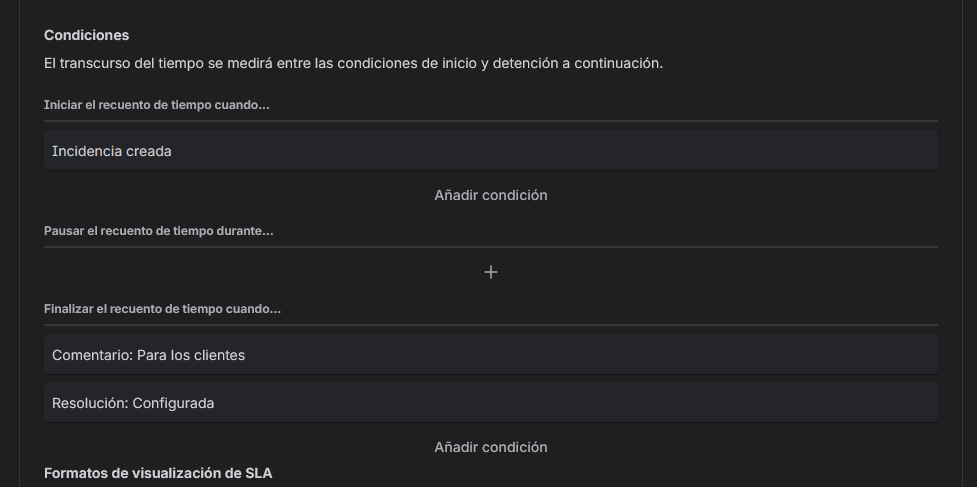 Condiciones
El transcurso del tiempo se medirá entre las condiciones de inicio y detención a continuación.
Iniciar el recuento de tiempo cuando...
Incidencia creada
Añadir condición
Pausar el recuento de tiempo durante...
+
Finalizar el recuento de tiempo cuando...
Comentario: Para los clientes
Resolución: Configurada
Añadir condición
Formatos de visualización de SLA